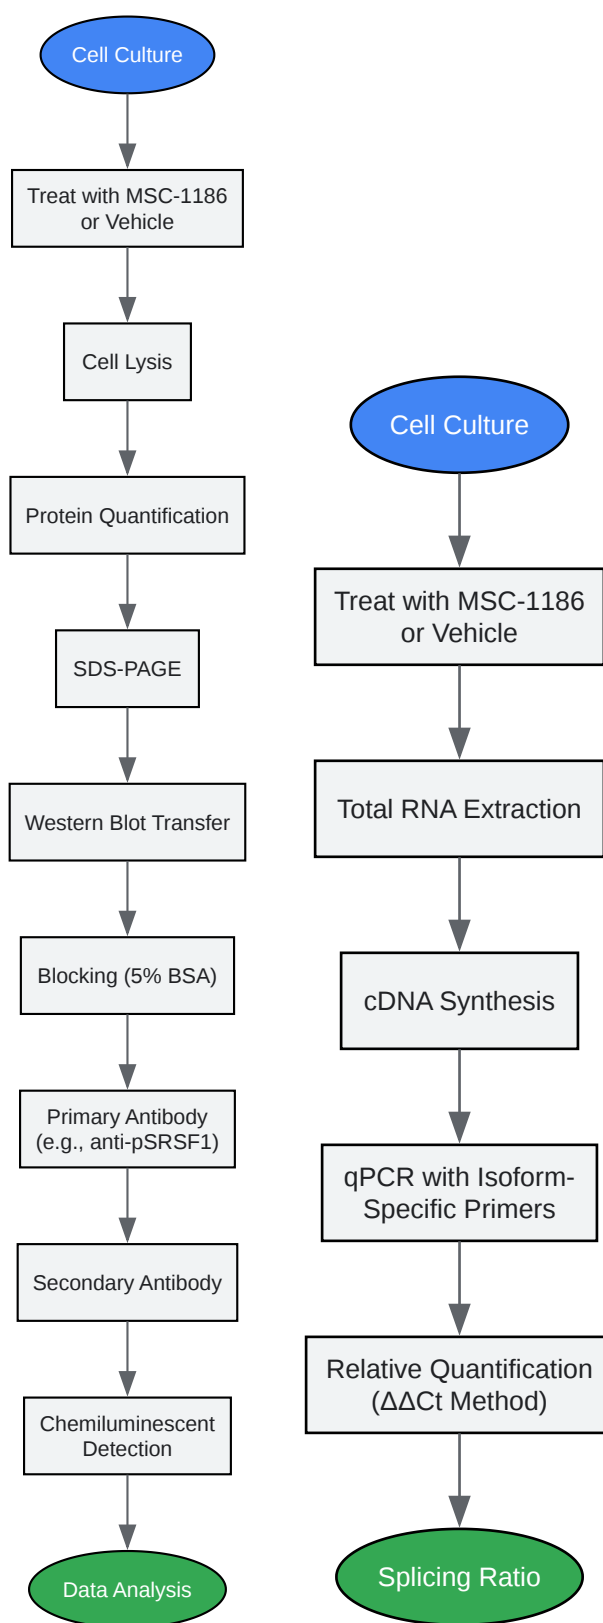 Cell Culture
Treat with MSC-1186
or Vehicle
Cell Lysis
Protein Quantification
SDS-PAGE
Western Blot Transfer
Blocking (5% BSA)
Primary Antibody
(e.g., anti-pSRSF1)
Secondary Antibody
Chemiluminescent
Detection
Data Analysis
Cell Culture
Treat with MSC-1186
or Vehicle
Total RNA Extraction
cDNA Synthesis
qPCR with Isoform-
Specific Primers
Relative Quantification
(ΔΔCt Method)
Splicing Ratio